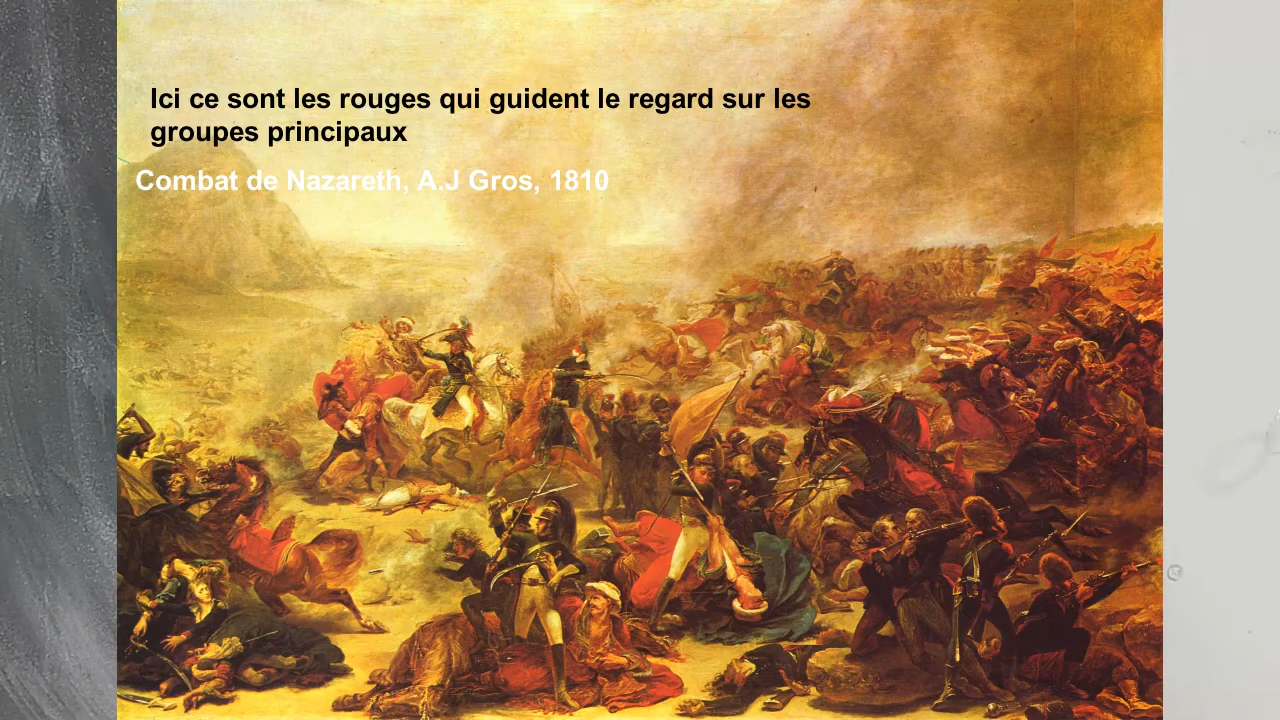 Ici ce sont les rouges qui guident le regard sur les
groupes principaux
Combat de Nazareth, A.J Gros, 1810